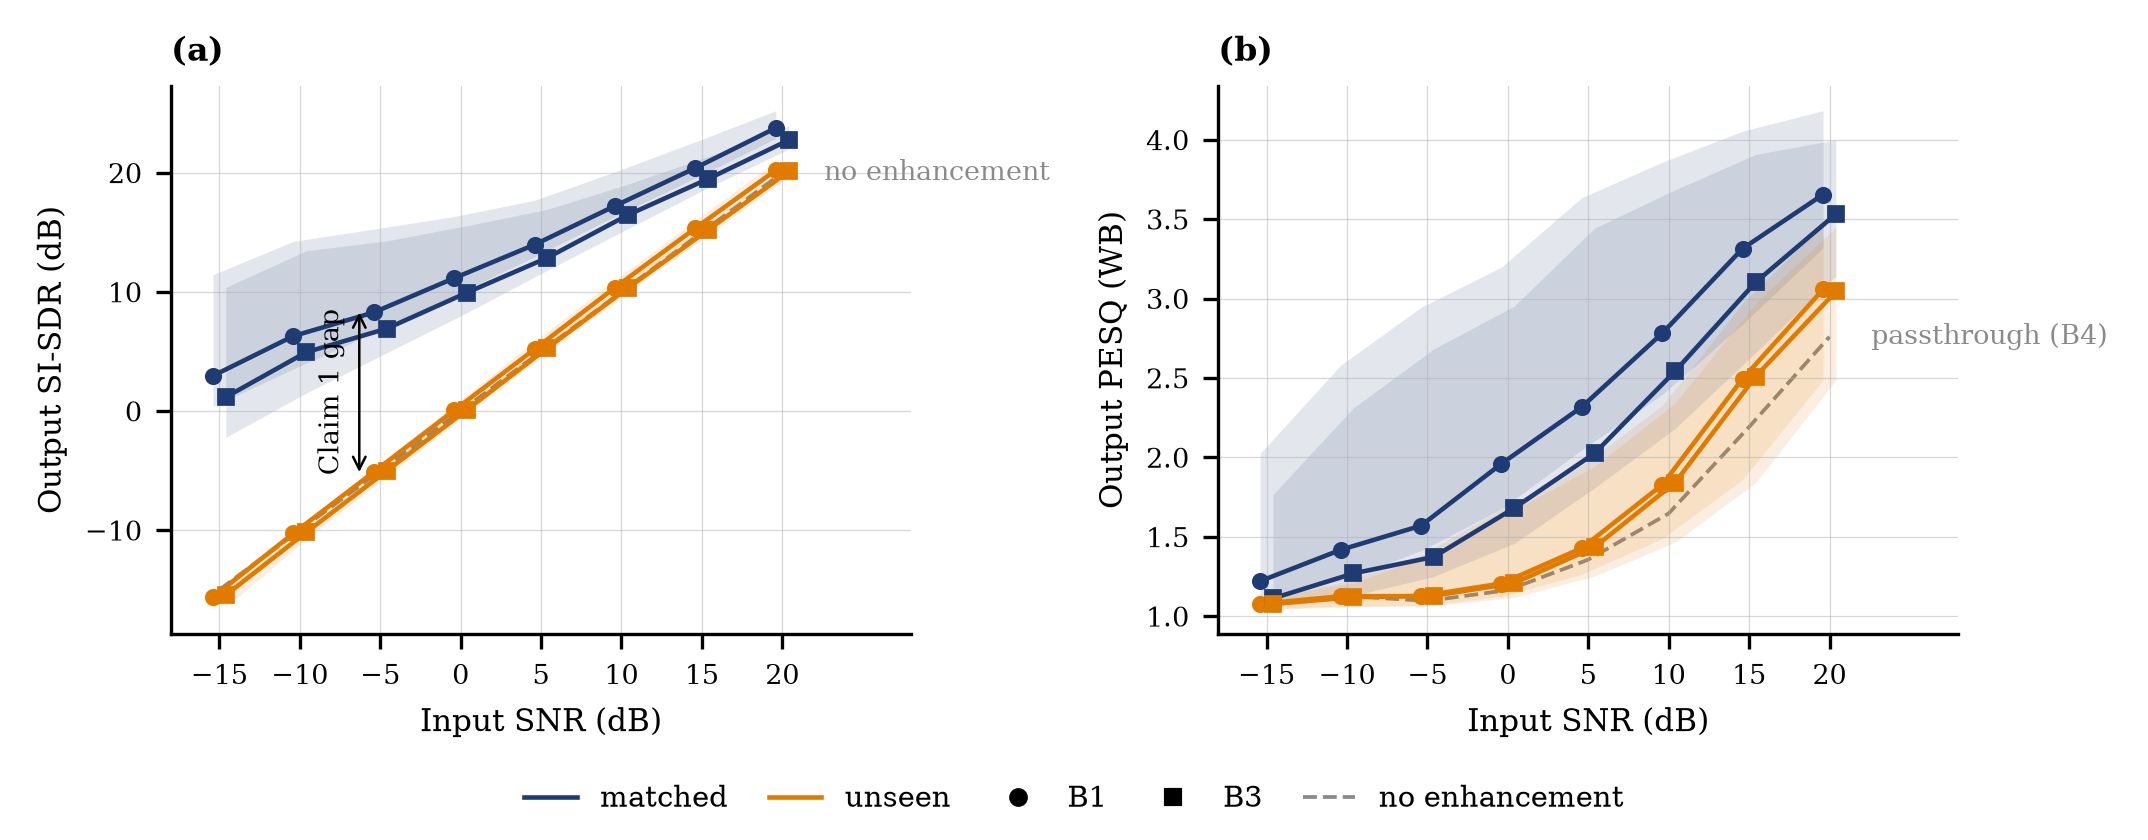 (a)
Output SI-SDR (dB)
20
10
0
−10
Claim 1 gap
no enhancement
−15 −10 −5 0 5 10 15 20
Input SNR (dB)
(b)
Output PESQ (WB)
4.0
3.5
3.0
2.5
2.0
1.5
1.0
passthrough (B4)
−15 −10 −5 0 5 10 15 20
Input SNR (dB)
matched unseen B1 B3 no enhancement